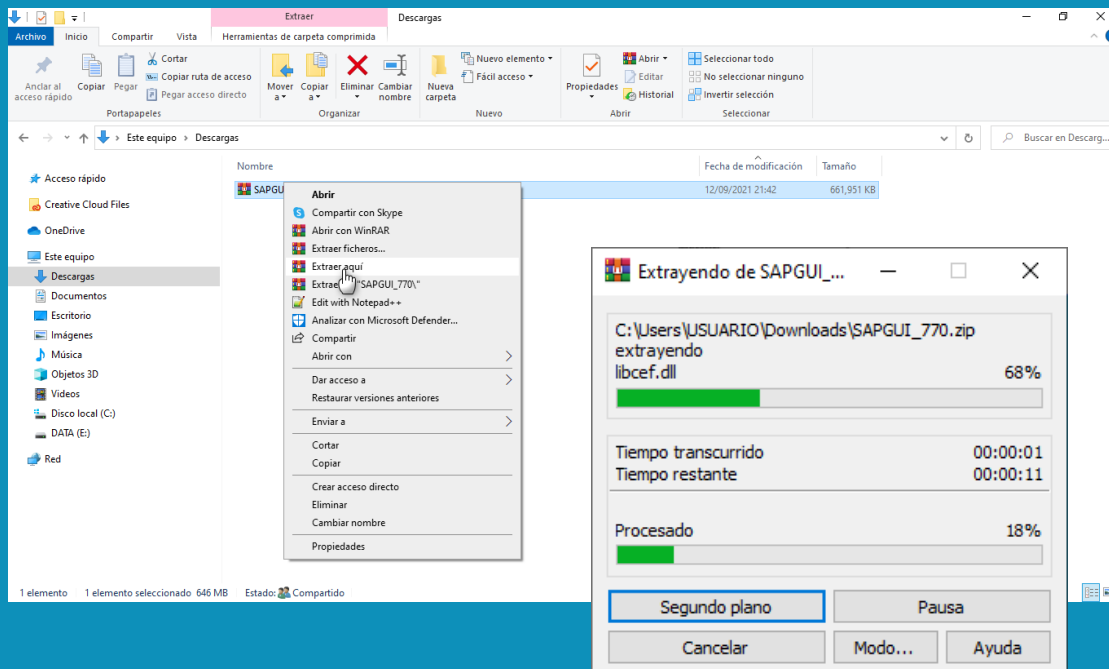 Extraer
Descargas
Archivo
Inicio
Compartir
Vista
Herramientas de carpeta comprimida
Anclar al
acceso rápido
Copiar
Pegar
Cortar
Copiar ruta de acceso
Pegar acceso directo
Portapapeles
Mover
a
Copiar
a
Eliminar
Cambiar
nombre
Organizar
Nueva
carpeta
Nuevo elemento
Fácil acceso
Nuevo
Propiedades
Abrir
Editar
Historial
Abrir
Seleccionar todo
No seleccionar ninguno
Invertir selección
Seleccionar
Este equipo > Descargas
Buscar en Descarg...
Nombre
Fecha de modificación
Tamaño
SAPGU
12/09/2021 21:42
661,951 KB
Acceso rápido
Creative Cloud Files
OneDrive
Este equipo
Descargas
Documentos
Escritorio
Imágenes
Música
Objetos 3D
Videos
Disco local (C:)
DATA (E:)
Red
Abrir
Compartir con Skype
Abrir con WinRAR
Extraer ficheros...
Extraer aquí
Extrae "SAPGUI_770\"
Edit with Notepad++
Analizar con Microsoft Defender...
Compartir
Abrir con
Dar acceso a
Restaurar versiones anteriores
Enviar a
Cortar
Copiar
Crear acceso directo
Eliminar
Cambiar nombre
Propiedades
1 elemento
1 elemento seleccionado 646 MB
Estado: Compartido
Extrayendo de SAPGUI_...
C:\Users\USUARIO\Downloads\SAPGUI_770.zip
extrayendo
libcef.dll 68%
Tiempo transcurrido 00:00:01
Tiempo restante 00:00:11
Procesado 18%
Segundo plano
Pausa
Cancelar
Modo...
Ayuda